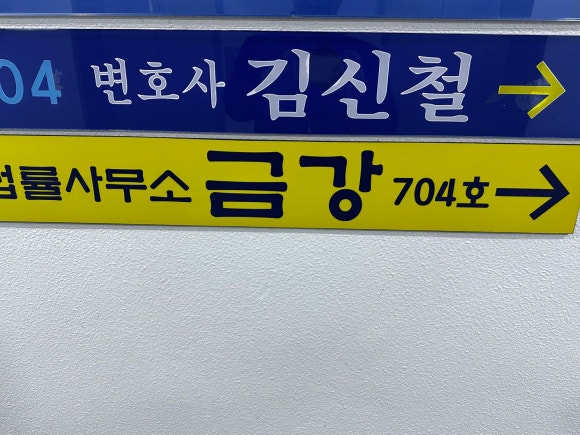 04 변호사 김신철 →
법률사무소 금강 704호 →